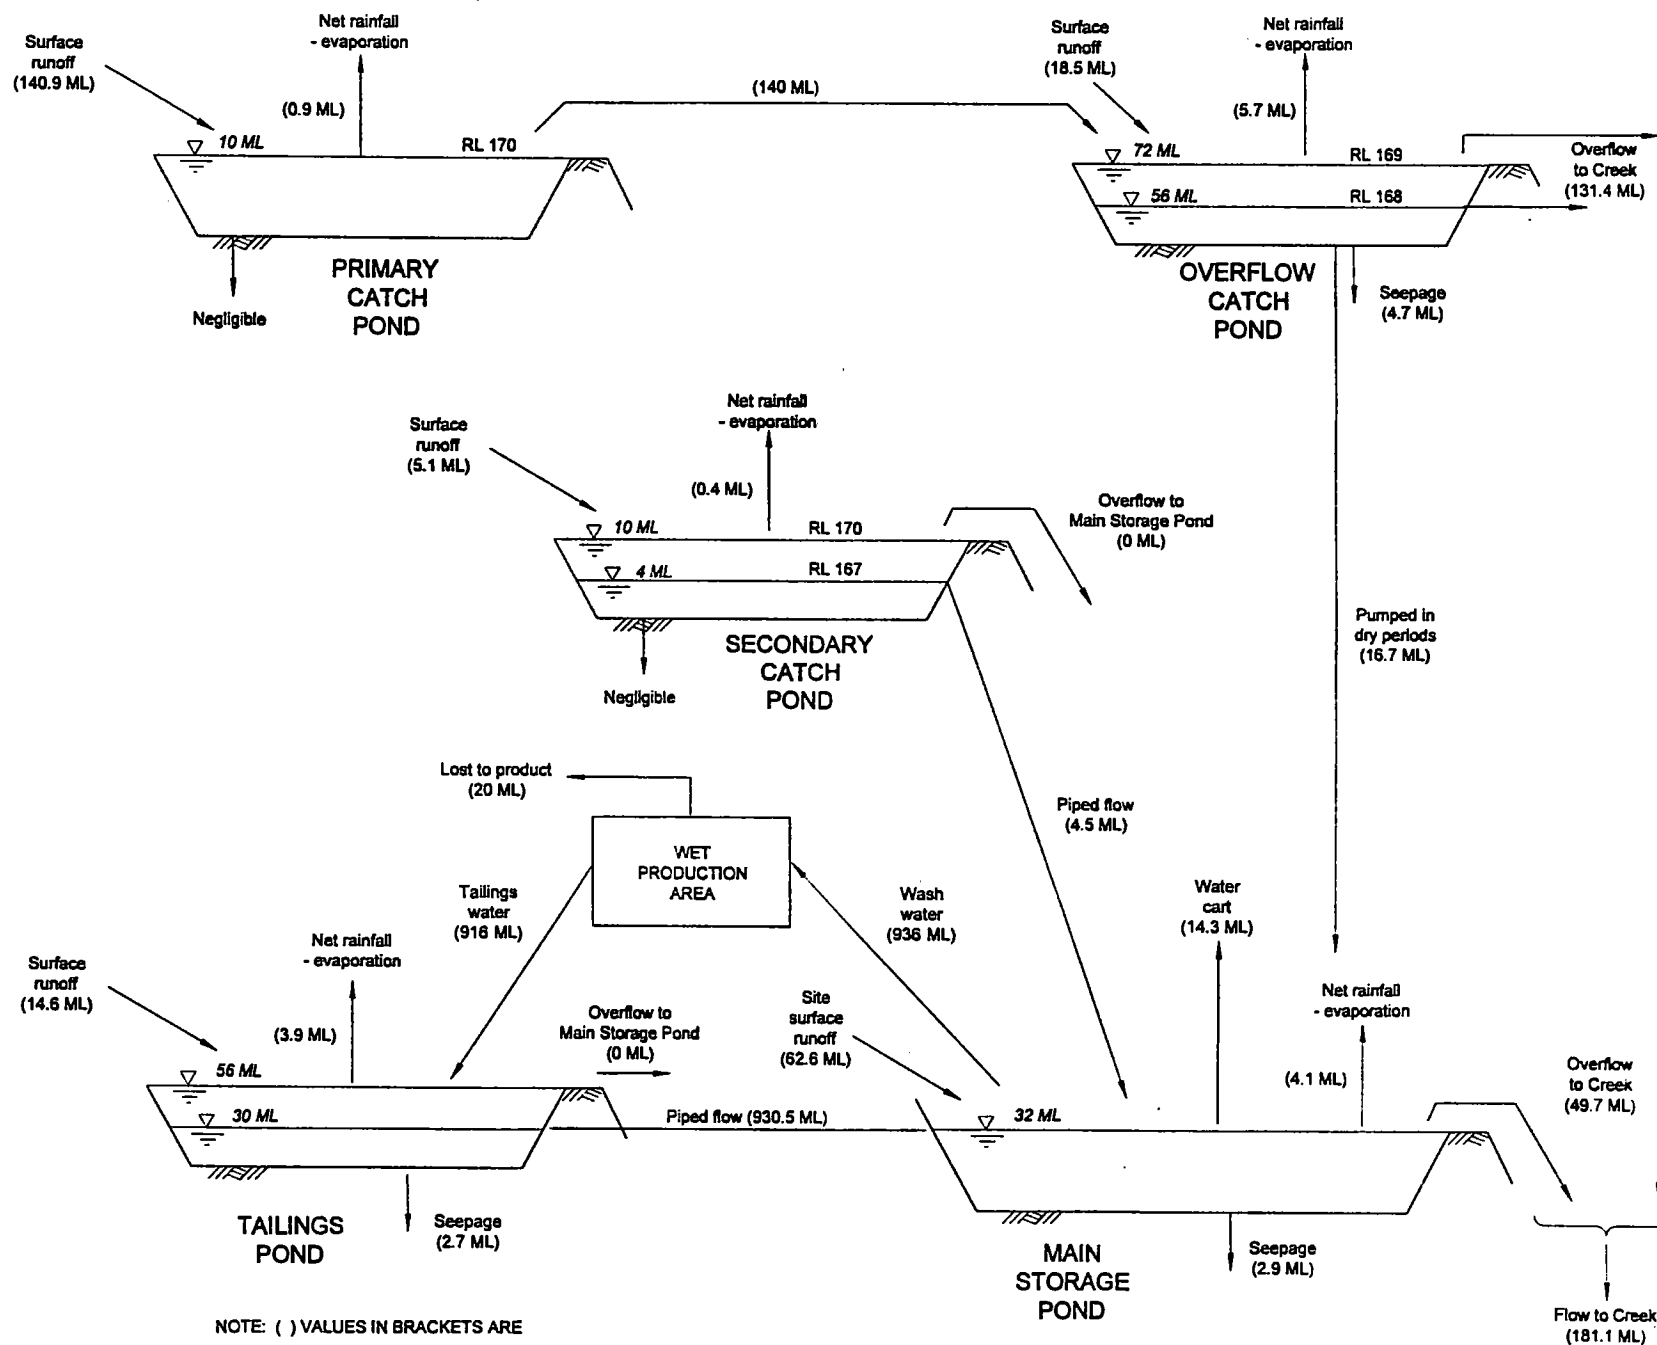 Net rainfall
- evaporation
Surface
runoff
(140.9 ML)
(0.9 ML)
10 ML
RL 170
PRIMARY
CATCH
POND
Negligible
(140 ML)
Net rainfall
- evaporation
Surface
runoff
(18.5 ML)
(5.7 ML)
72 ML
RL 169
56 ML
RL 168
Overflow
to Creek
(131.4 ML)
OVERFLOW
CATCH
POND
Seepage
(4.7 ML)
Net rainfall
- evaporation
Surface
runoff
(5.1 ML)
(0.4 ML)
10 ML
RL 170
4 ML
RL 167
Overflow to
Main Storage Pond
(0 ML)
SECONDARY
CATCH
POND
Negligible
Pumped in
dry periods
(16.7 ML)
Lost to product
(20 ML)
WET
PRODUCTION
AREA
Piped flow
(4.5 ML)
Tailings
water
(916 ML)
Wash
water
(936 ML)
Water
cart
(14.3 ML)
Net rainfall
- evaporation
Surface
runoff
(14.6 ML)
(3.9 ML)
Overflow to
Main Storage Pond
(0 ML)
Site
surface
runoff
(62.6 ML)
Net rainfall
- evaporation
(4.1 ML)
Overflow
to Creek
(49.7 ML)
56 ML
30 ML
Piped flow (930.5 ML)
32 ML
TAILINGS
POND
Seepage
(2.7 ML)
MAIN
STORAGE
POND
Seepage
(2.9 ML)
Flow to Creek
(181.1 ML)
NOTE: ( ) VALUES IN BRACKETS ARE